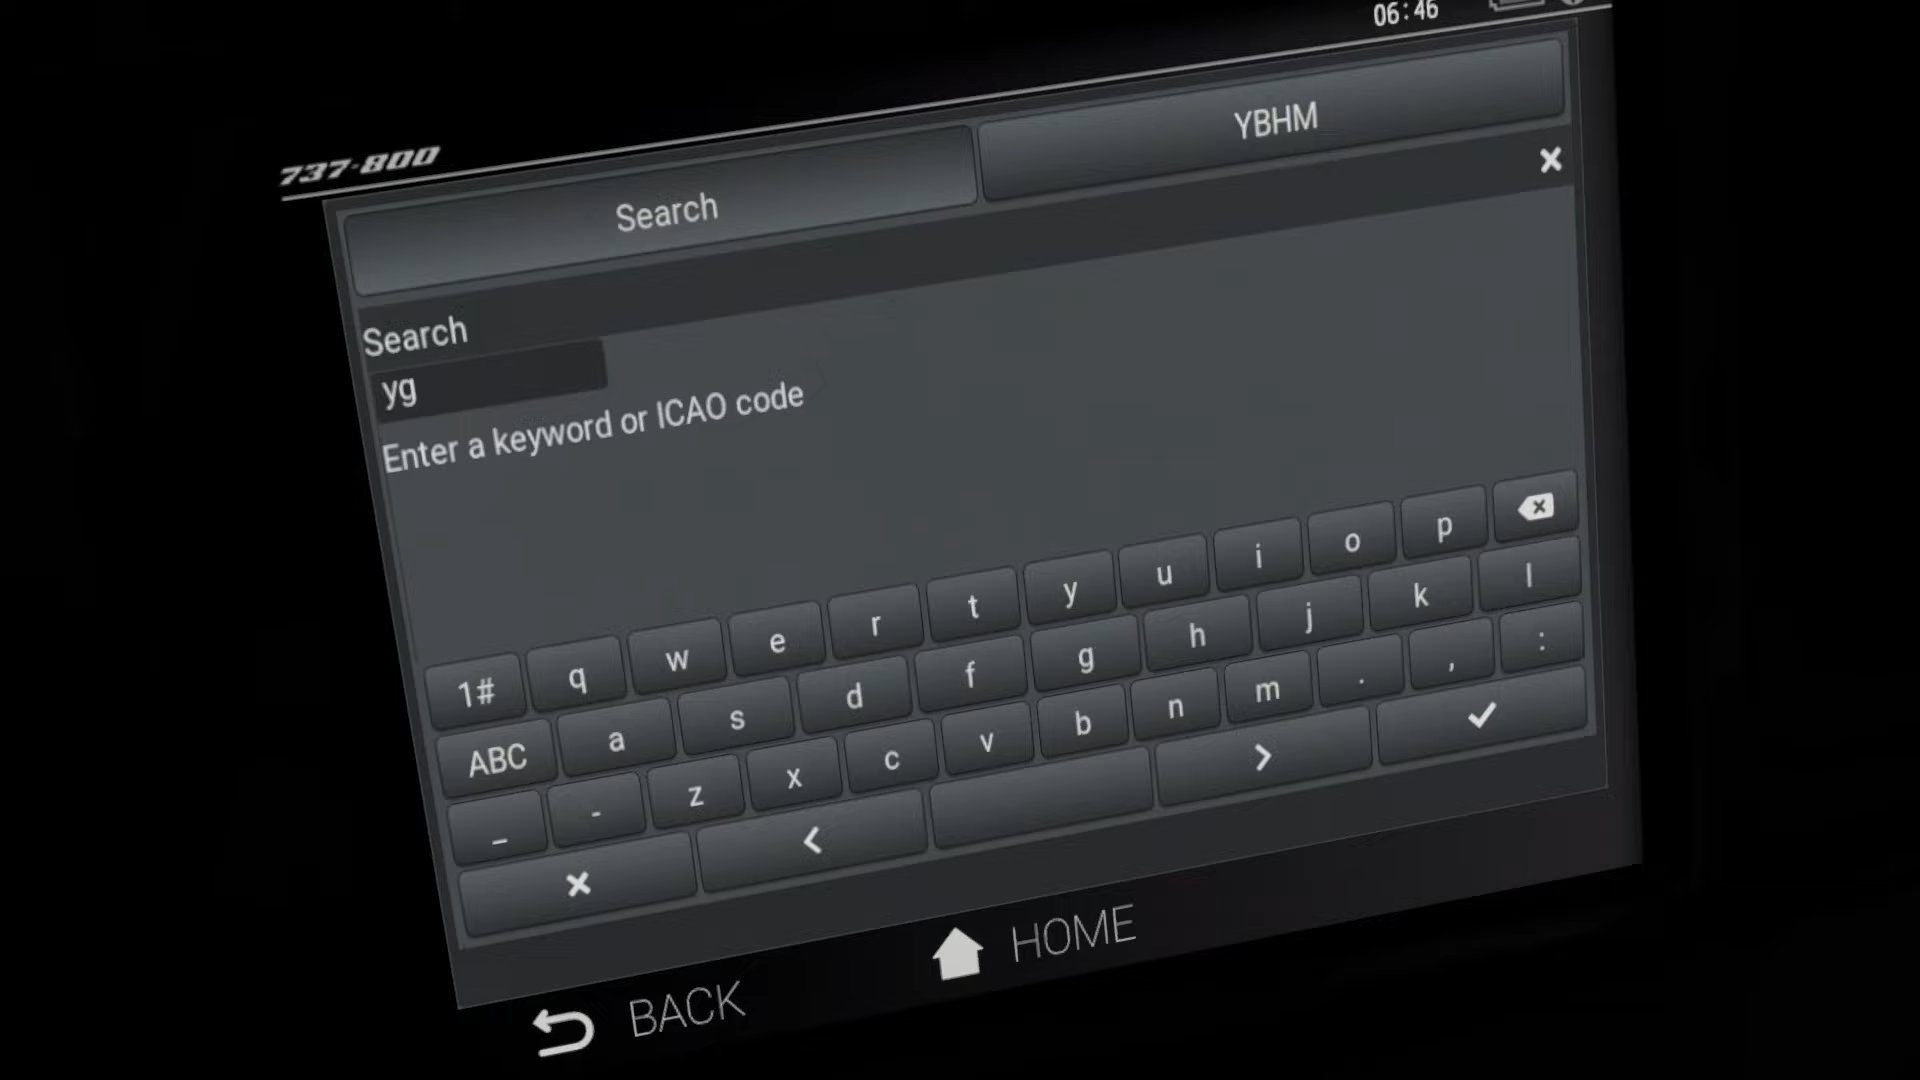 06:46
737-800
Search
YBHM
Search
yg
Enter a keyword or ICAO code
1# q w e r t y u i o p
ABC a s d f g h j k l
_ - z x c v b n m . , :
BACK
HOME